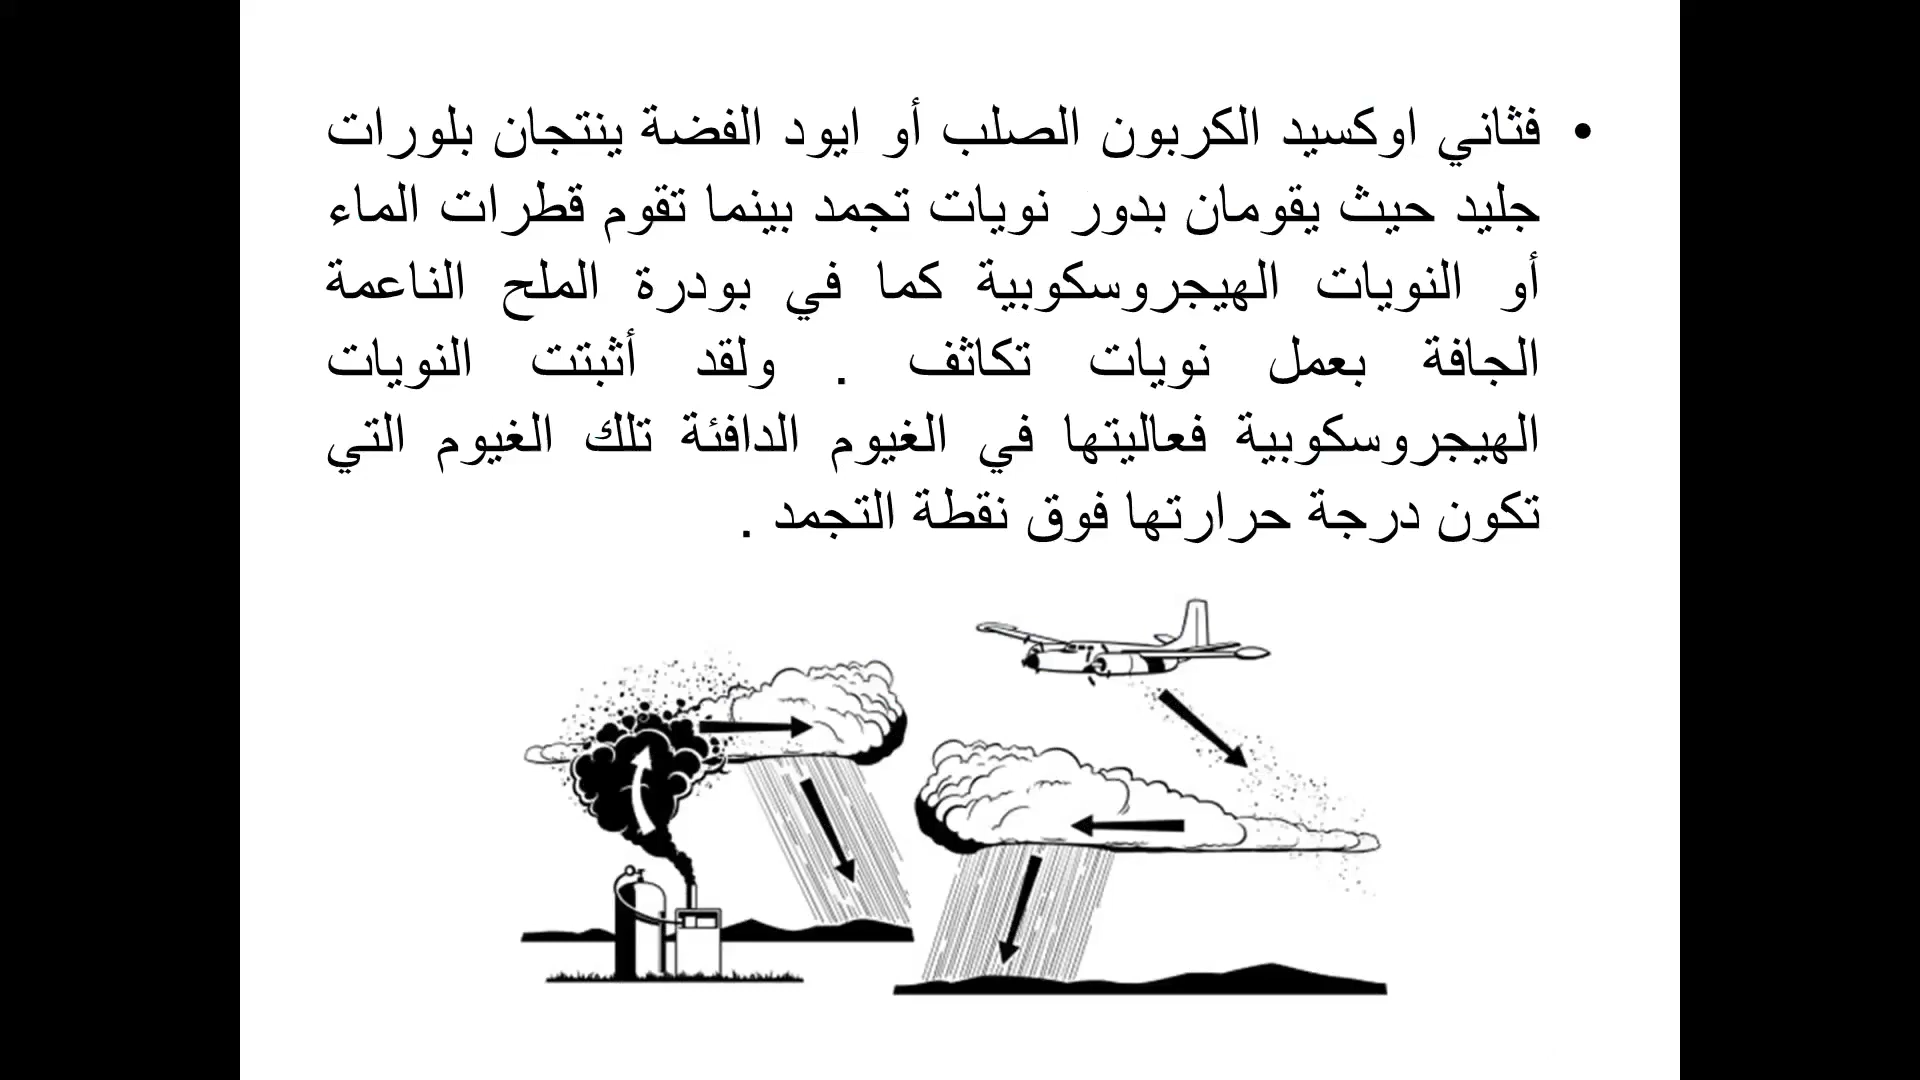 • فثاني اوكسيد الكربون الصلب أو ايود الفضة ينتجان بلورات
جليد حيث يقومان بدور نويات تجمد بينما تقوم قطرات الماء
أو النويات الهيجروسكوبية كما في بودرة الملح الناعمة
الجافة بعمل نويات تكاثف . ولقد أثبتت النويات
الهيجروسكوبية فعاليتها في الغيوم الدافئة تلك الغيوم التي
تكون درجة حرارتها فوق نقطة التجمد .